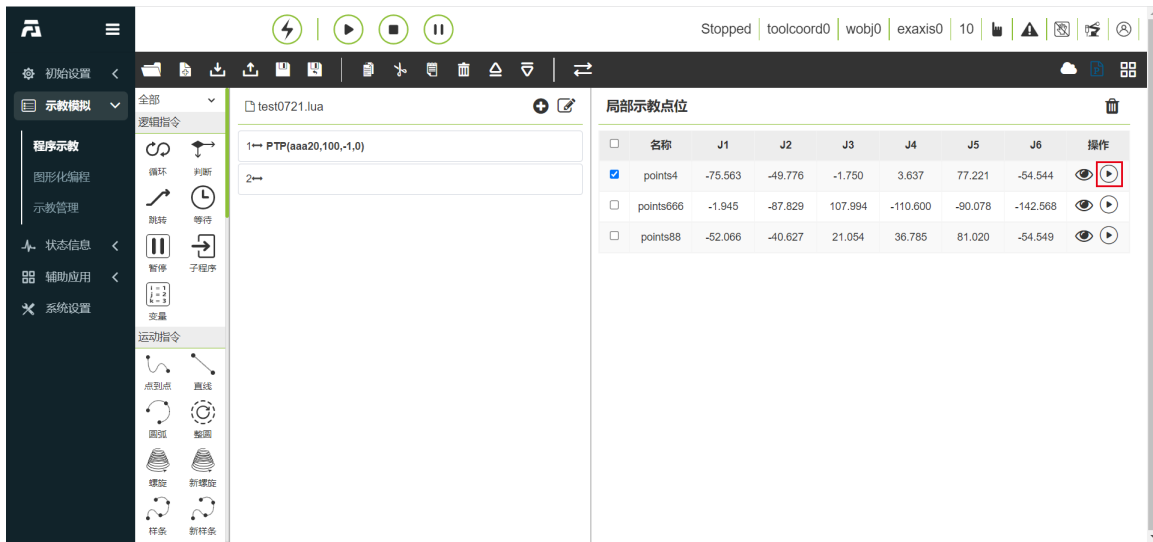 Stopped toolcoord0 wobj0 exaxis0 10
初始设置
示教模拟
程序示教
图形化编程
示教管理
状态信息
辅助应用
系统设置
全部
逻辑指令
循环 判断
跳转 等待
暂停 子程序
i = 1
j = 2
k = 3
变量
运动指令
点到点 直线
圆弧 整圆
螺旋 新螺旋
样条 新样条
test0721.lua
1 PTP(aaa20,100,-1,0)
2
局部示教点位
名称 J1 J2 J3 J4 J5 J6 操作
points4 -75.563 -49.776 -1.750 3.637 77.221 -54.544
points666 -1.945 -87.829 107.994 -110.600 -90.078 -142.568
points88 -52.066 -40.627 21.054 36.785 81.020 -54.549